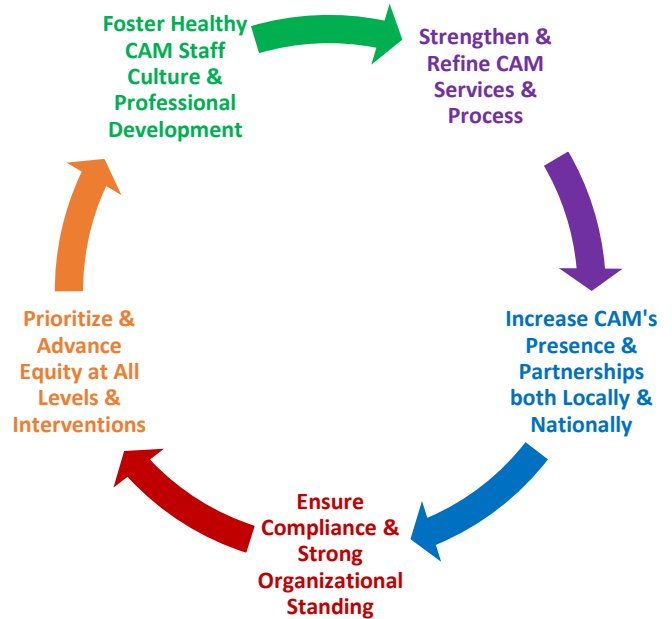 Foster Healthy
CAM Staff
Culture &
Professional
Development
Strengthen &
Refine CAM
Services &
Process
Increase CAM's
Presence &
Partnerships
both Locally &
Nationally
Ensure
Compliance &
Strong
Organizational
Standing
Prioritize &
Advance
Equity at All
Levels &
Interventions